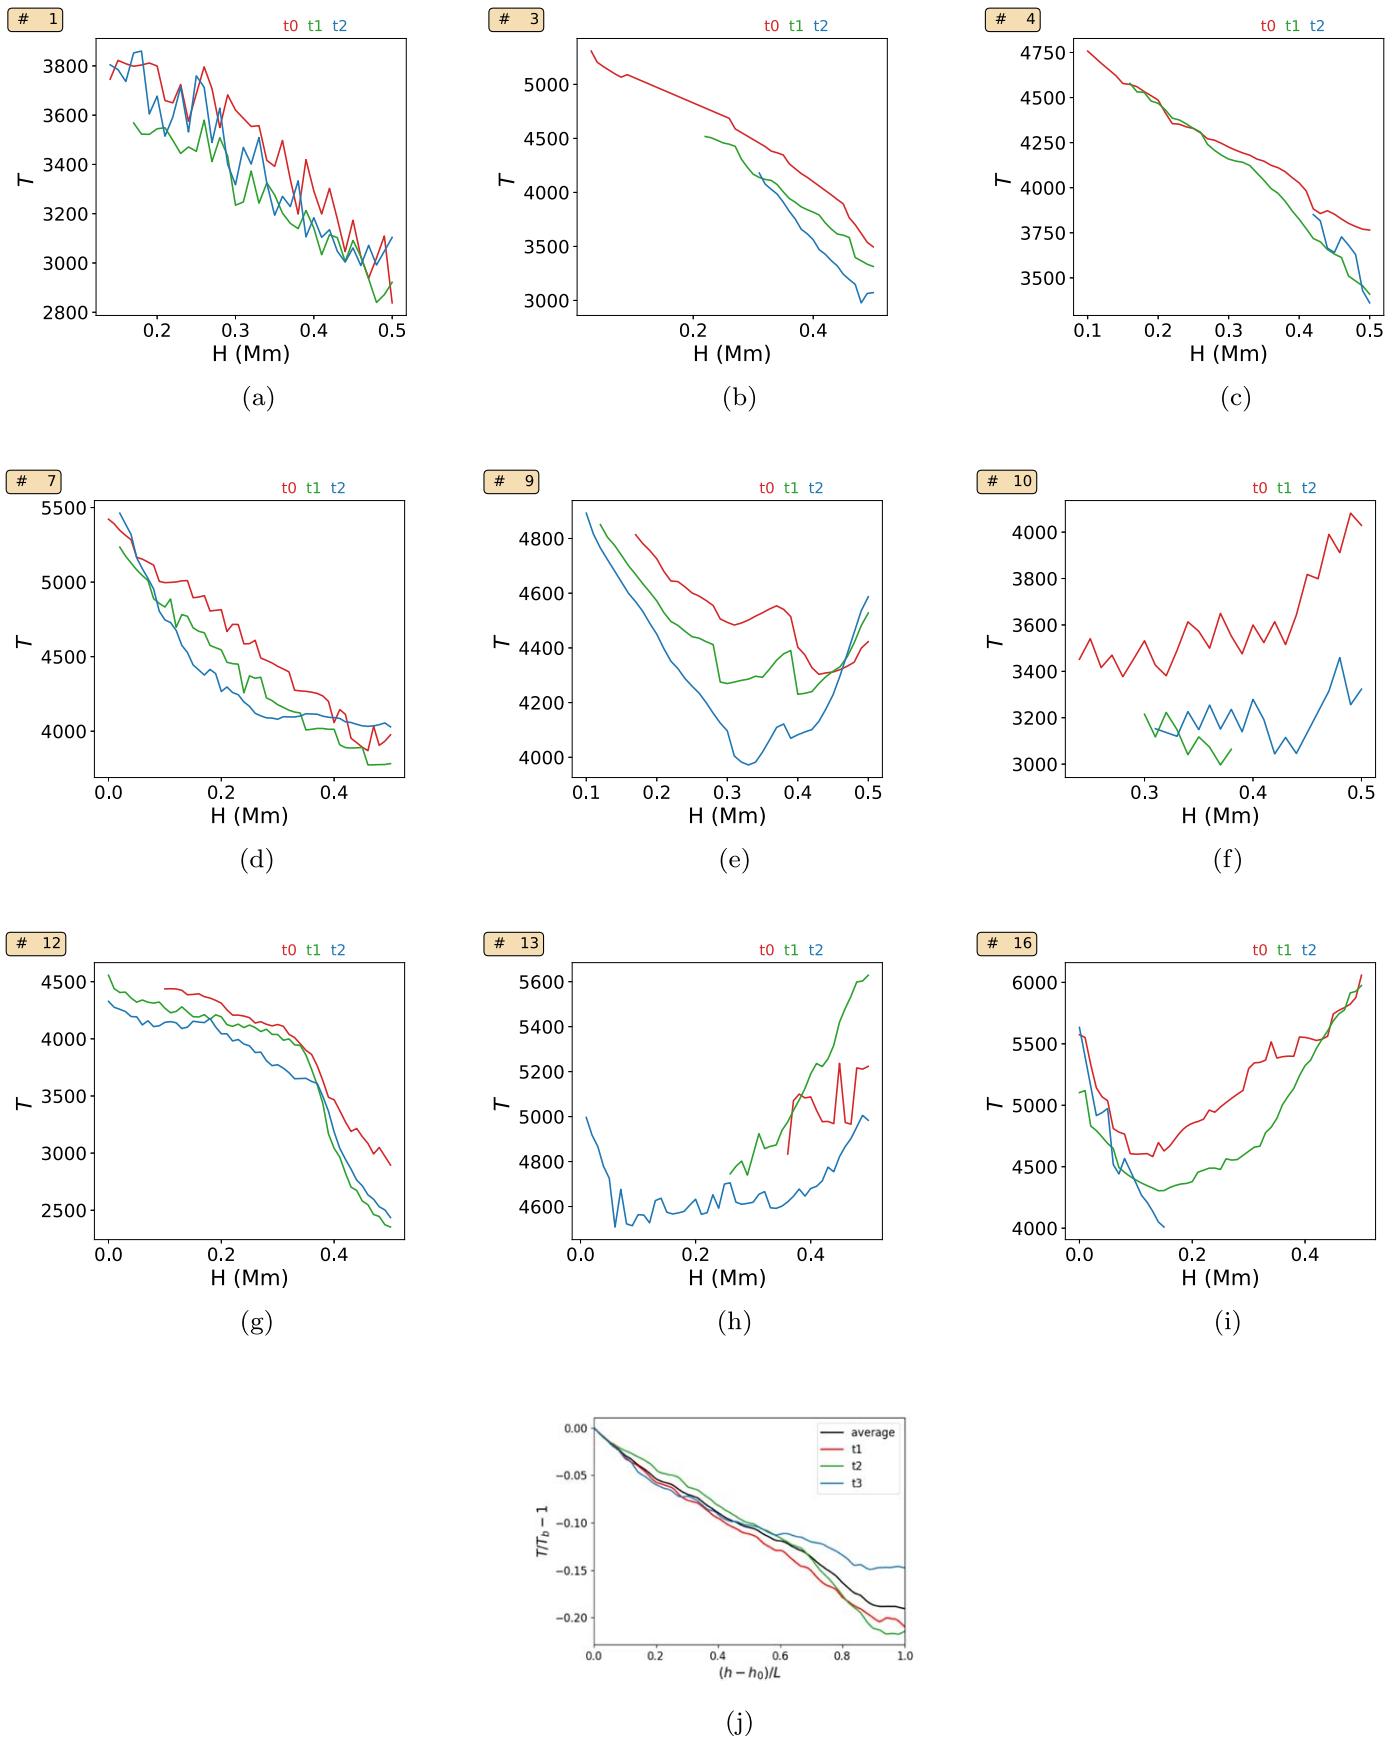 # 1
t0 t1 t2
3800
3600
3400
3200
3000
2800
T
0.2 0.3 0.4 0.5
H (Mm)
(a)
# 3
t0 t1 t2
5000
4500
4000
3500
3000
T
0.2 0.4
H (Mm)
(b)
# 4
t0 t1 t2
4750
4500
4250
4000
3750
3500
T
0.1 0.2 0.3 0.4 0.5
H (Mm)
(c)
# 7
t0 t1 t2
5500
5000
4500
4000
T
0.0 0.2 0.4
H (Mm)
(d)
# 9
t0 t1 t2
4800
4600
4400
4200
4000
T
0.1 0.2 0.3 0.4 0.5
H (Mm)
(e)
# 10
t0 t1 t2
4000
3800
3600
3400
3200
3000
T
0.3 0.4 0.5
H (Mm)
(f)
# 12
t0 t1 t2
4500
4000
3500
3000
2500
T
0.0 0.2 0.4
H (Mm)
(g)
# 13
t0 t1 t2
5600
5400
5200
5000
4800
4600
T
0.0 0.2 0.4
H (Mm)
(h)
# 16
t0 t1 t2
6000
5500
5000
4500
4000
T
0.0 0.2 0.4
H (Mm)
(i)
average
t1
t2
t3
0.00
−0.05
−0.10
−0.15
−0.20
T/T_b − 1
0.0 0.2 0.4 0.6 0.8 1.0
(h − h_0)/L
(j)